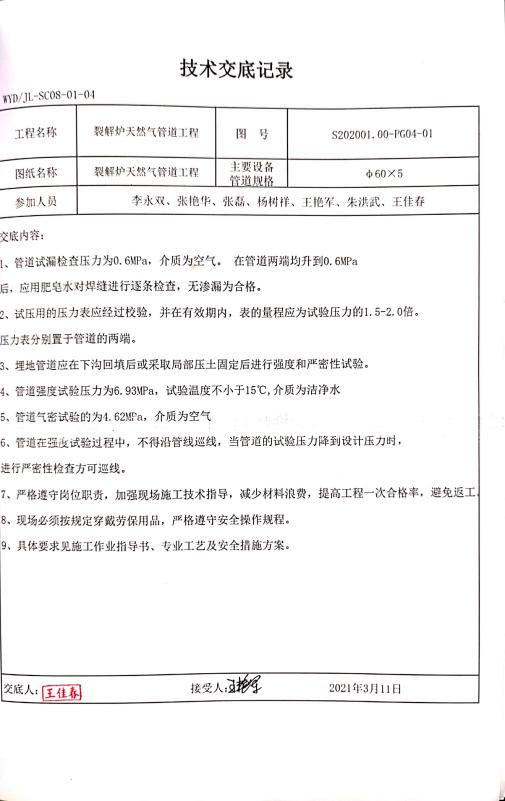 技术交底记录
WYD/JL-SC08-01-04
工程名称 裂解炉天然气管道工程 图 号 S202001.00-PG04-01
图纸名称 裂解炉天然气管道工程 主要设备管道规格 φ60×5
参加人员 李永双、张艳华、张磊、杨树祥、王艳军、朱洪武、王佳春
交底内容:
1、管道试漏检查压力为0.6MPa，介质为空气。 在管道两端均升到0.6MPa
后，应用肥皂水对焊缝进行逐条检查，无渗漏为合格。
2、试压用的压力表应经过校验，并在有效期内，表的量程应为试验压力的1.5-2.0倍。
压力表分别置于管道的两端。
3、埋地管道应在下沟回填后或采取局部压土固定后进行强度和严密性试验。
4、管道强度试验压力为6.93MPa，试验温度不小于15℃,介质为洁净水
5、管道气密试验的为4.62MPa，介质为空气
6、管道在强度试验过程中，不得沿管线巡线，当管道的试验压力降到设计压力时，
进行严密性检查方可巡线。
7、严格遵守岗位职责，加强现场施工技术指导，减少材料浪费，提高工程一次合格率，避免返工
8、现场必须按规定穿戴劳保用品，严格遵守安全操作规程。
9、具体要求见施工作业指导书、专业工艺及安全措施方案。
交底人: 王佳春 接受人: 王艳军 2021年3月11日